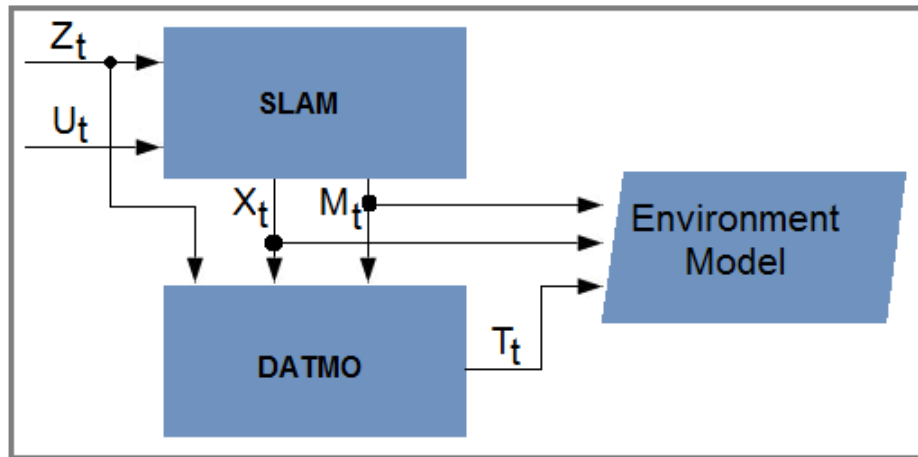 Zt
SLAM
Ut
Xt
Mt
Environment
Model
Tt
DATMO